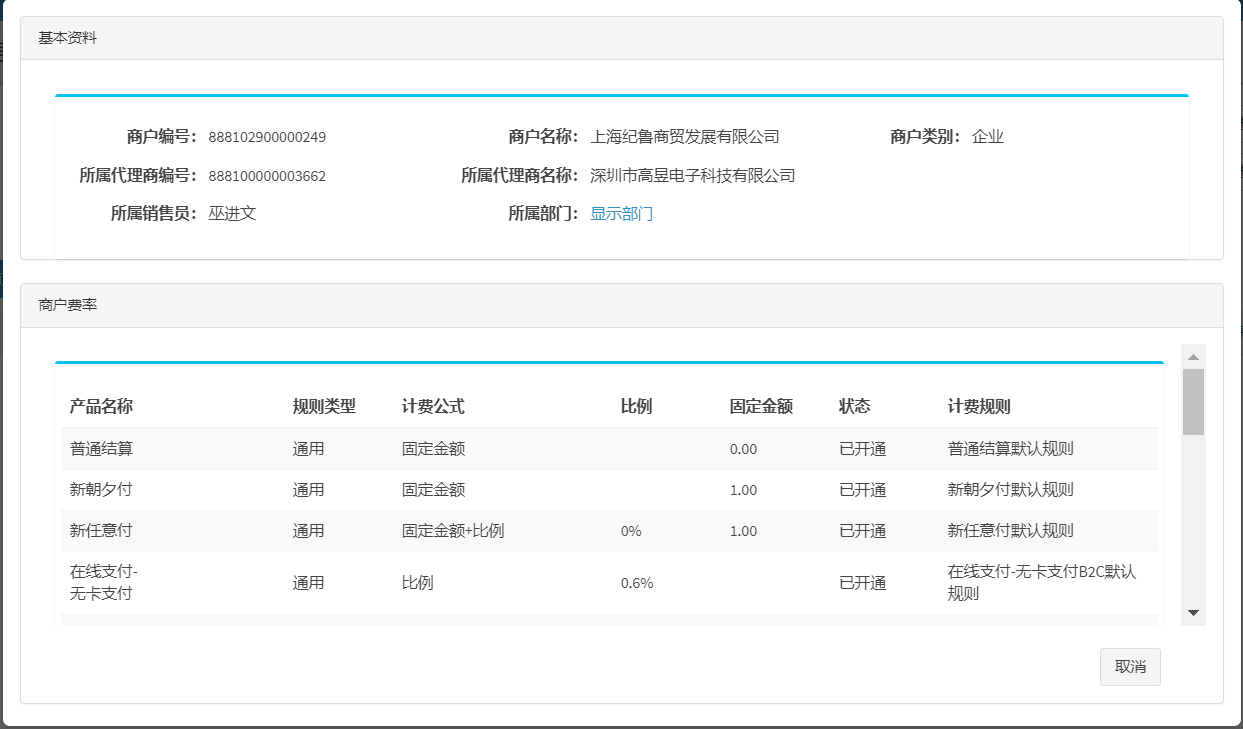 基本资料
商户编号： 888102900000249 商户名称： 上海纪鲁商贸发展有限公司 商户类别： 企业
所属代理商编号： 888100000003662 所属代理商名称： 深圳市高昱电子科技有限公司
所属销售员： 巫进文 所属部门： 显示部门
商户费率
产品名称 规则类型 计费公式 比例 固定金额 状态 计费规则
普通结算 通用 固定金额 0.00 已开通 普通结算默认规则
新朝夕付 通用 固定金额 1.00 已开通 新朝夕付默认规则
新任意付 通用 固定金额+比例 0% 1.00 已开通 新任意付默认规则
在线支付- 在线支付-无卡支付B2C默认
通用 比例 0.6% 已开通
无卡支付 规则
取消